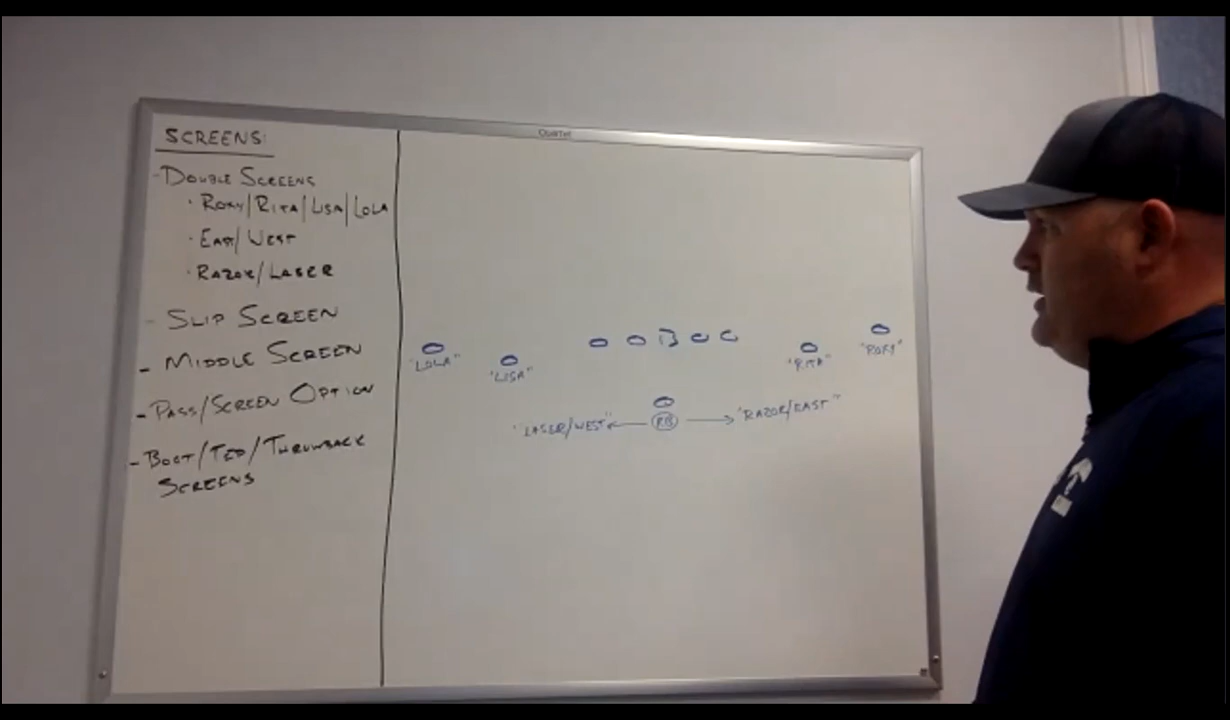 SCREENS:
- DOUBLE SCREENS
· ROXY/RITA/LISA/LOLA
· EAST/WEST
· RAZOR/LASER
- SLIP SCREEN
- MIDDLE SCREEN
- PASS/SCREEN OPTION
- BOOT/TED/THROWBACK
SCREENS
Quartet
"LOLA"
"LISA"
"RITA"
"ROXY"
"LASER/WEST"
RB
"RAZOR/EAST"